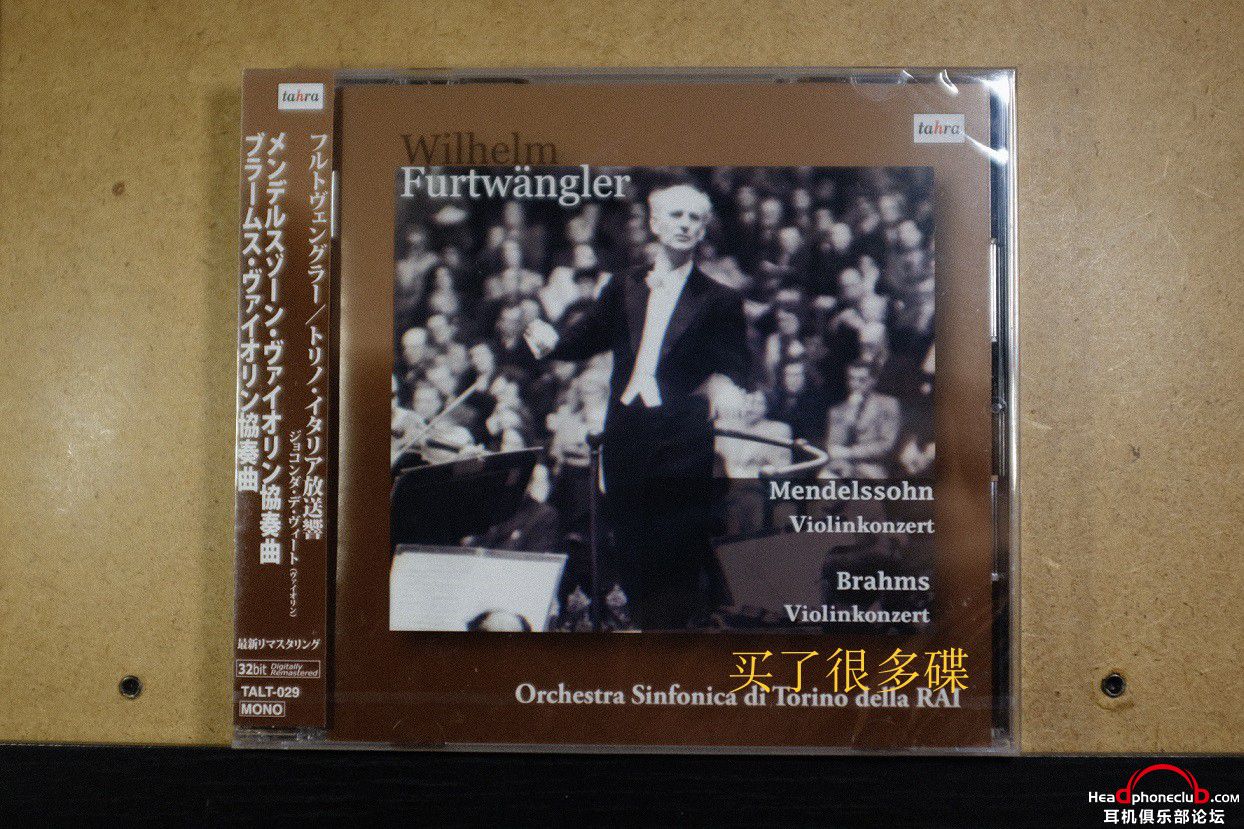 tahra
フルトヴェングラー／トリノ・イタリア放送響
ジョコンダ・デ・ヴィート（ヴァイオリン）
メンデルスゾーン・ヴァイオリン協奏曲
ブラームス・ヴァイオリン協奏曲
最新リマスタリング
32bit Digitally Remastered
TALT-029
MONO
tahra
Wilhelm
Furtwängler
Mendelssohn
Violinkonzert
Brahms
Violinkonzert
买了很多碟
Orchestra Sinfonica di Torino della RAI
Headphoneclub.com
耳机俱乐部论坛